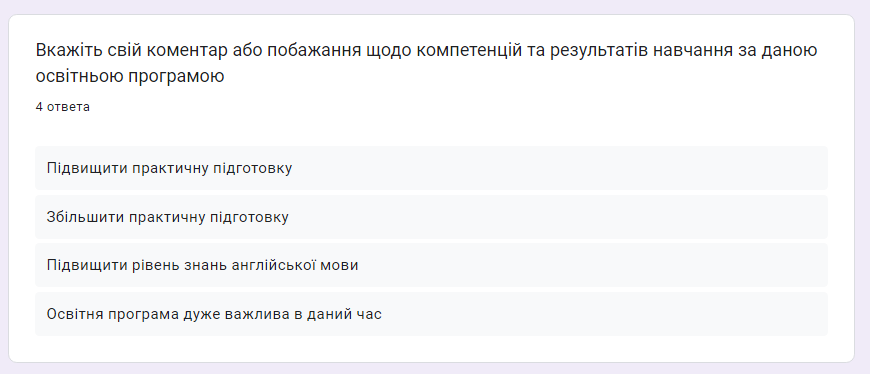 Вкажіть свій коментар або побажання щодо компетенцій та результатів навчання за даною
освітньою програмою
4 ответа
Підвищити практичну підготовку
Збільшити практичну підготовку
Підвищити рівень знань англійської мови
Освітня програма дуже важлива в даний час